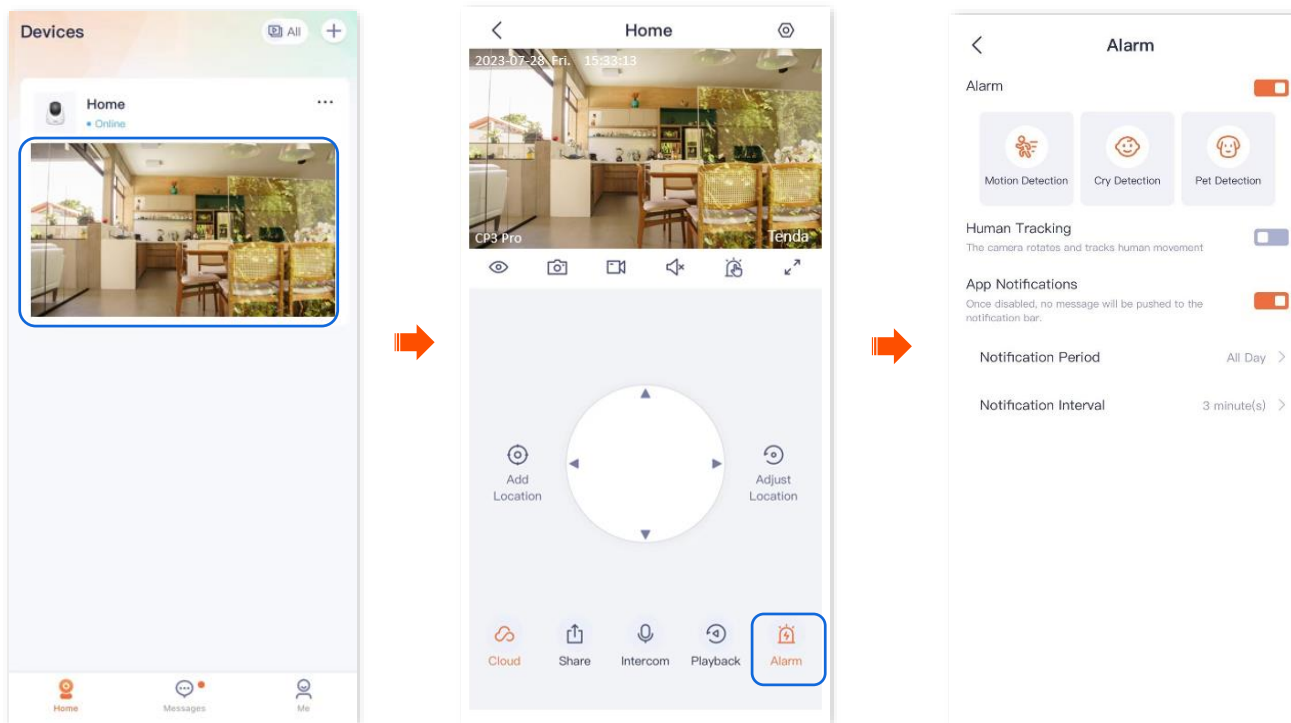 Devices
All
Home
• Online
Home
Messages
Me
Home
2023-07-28 Fri. 15:33:13
CP3 Pro
Tenda
Add
Location
Adjust
Location
Cloud
Share
Intercom
Playback
Alarm
Alarm
Alarm
Motion Detection
Cry Detection
Pet Detection
Human Tracking
The camera rotates and tracks human movement
App Notifications
Once disabled, no message will be pushed to the
notification bar.
Notification Period
All Day
Notification Interval
3 minute(s)